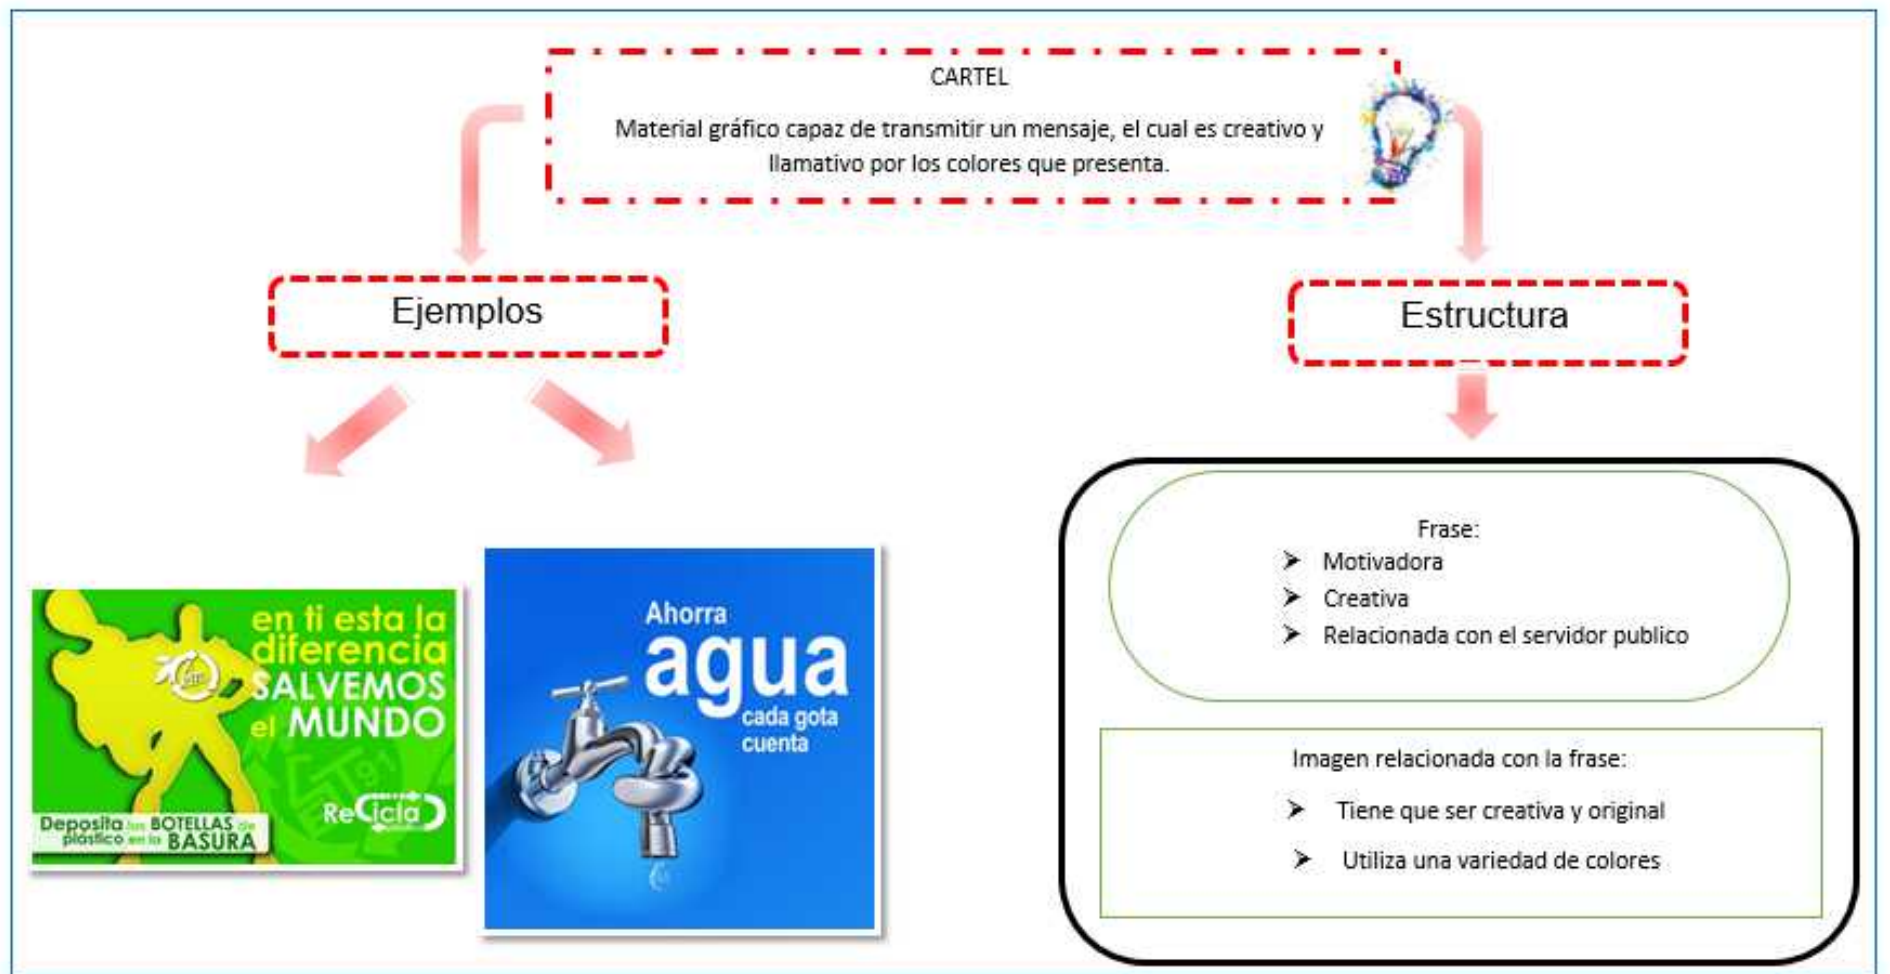 CARTEL
Material gráfico capaz de transmitir un mensaje, el cual es creativo y
llamativo por los colores que presenta.
Ejemplos
Estructura
en ti esta la
diferencia
SALVEMOS
el MUNDO
ReCicla
Deposita las BOTELLAS de
plástico en la BASURA
Ahorra
agua
cada gota
cuenta
Frase:
Motivadora
Creativa
Relacionada con el servidor publico
Imagen relacionada con la frase:
Tiene que ser creativa y original
Utiliza una variedad de colores